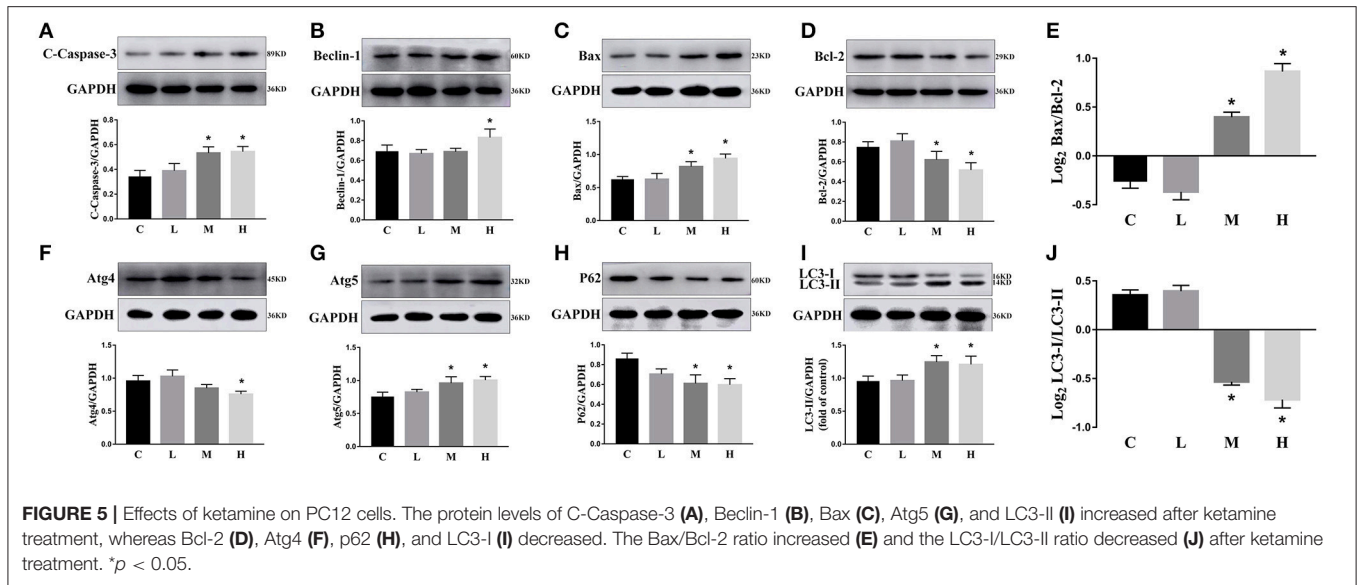 A
C-Caspase-3
89KD
GAPDH
36KD
C-Caspase-3/GAPDH
0.8
0.6
0.4
0.2
0.0
* *
C L M H
B
Beclin-1
60KD
GAPDH
36KD
Beclin-1/GAPDH
1.0
0.8
0.6
0.4
0.2
0.0
*
C L M H
C
Bax
23KD
GAPDH
36KD
Bax/GAPDH
1.5
1.0
0.5
0.0
* *
C L M H
D
Bcl-2
29KD
GAPDH
36KD
Bcl-2/GAPDH
1.0
0.8
0.6
0.4
0.2
0.0
* *
C L M H
E
Log2 Bax/Bcl-2
1.0
0.5
0.0
-0.5
* *
C L M H
F
Atg4
45KD
GAPDH
36KD
Atg4/GAPDH
1.5
1.0
0.5
0.0
*
C L M H
G
Atg5
32KD
GAPDH
36KD
Atg5/GAPDH
1.5
1.0
0.5
0.0
* *
C L M H
H
P62
60KD
GAPDH
36KD
P62/GAPDH
1.0
0.8
0.6
0.4
0.2
0.0
* *
C L M H
I
LC3-I
16KD
LC3-II
14KD
GAPDH
36KD
LC3-II/GAPDH
(fold of control)
1.5
1.0
0.5
0.0
* *
C L M H
J
Log2 LC3-I/LC3-II
1.0
0.5
0.0
-0.5
-1.0
* *
C L M H
FIGURE 5 | Effects of ketamine on PC12 cells. The protein levels of C-Caspase-3 (A), Beclin-1 (B), Bax (C), Atg5 (G), and LC3-II (I) increased after ketamine
treatment, whereas Bcl-2 (D), Atg4 (F), p62 (H), and LC3-I (I) decreased. The Bax/Bcl-2 ratio increased (E) and the LC3-I/LC3-II ratio decreased (J) after ketamine
treatment. *p < 0.05.